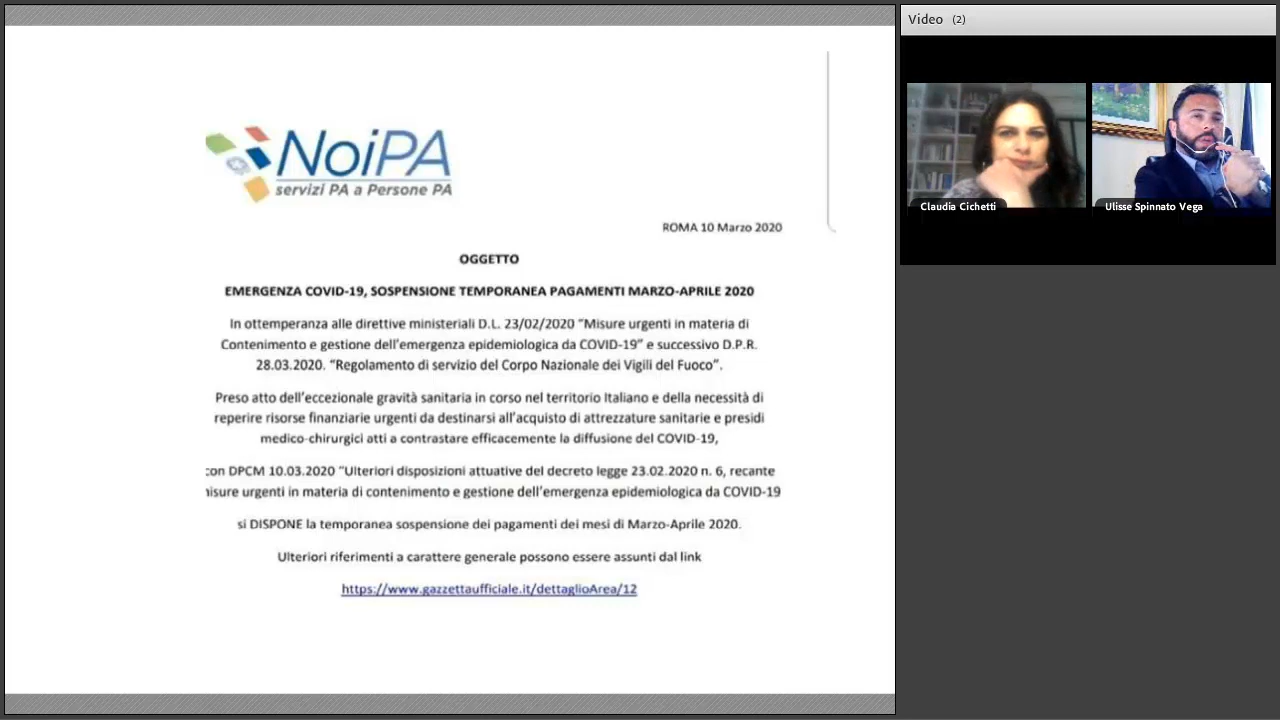 Video (2)
Claudia Cichetti
Ulisse Spinnato Vega
NoiPA
servizi PA a Persone PA
ROMA 10 Marzo 2020
OGGETTO
EMERGENZA COVID-19, SOSPENSIONE TEMPORANEA PAGAMENTI MARZO-APRILE 2020
In ottemperanza alle direttive ministeriali D.L. 23/02/2020 “Misure urgenti in materia di
Contenimento e gestione dell’emergenza epidemiologica da COVID-19” e successivo D.P.R.
28.03.2020. “Regolamento di servizio del Corpo Nazionale dei Vigili del Fuoco”.
Preso atto dell’eccezionale gravità sanitaria in corso nel territorio Italiano e della necessità di
reperire risorse finanziarie urgenti da destinarsi all’acquisto di attrezzature sanitarie e presidi
medico-chirurgici atti a contrastare efficacemente la diffusione del COVID-19,
con DPCM 10.03.2020 “Ulteriori disposizioni attuative del decreto legge 23.02.2020 n. 6, recante
isure urgenti in materia di contenimento e gestione dell’emergenza epidemiologica da COVID-19
si DISPONE la temporanea sospensione dei pagamenti dei mesi di Marzo-Aprile 2020.
Ulteriori riferimenti a carattere generale possono essere assunti dal link
https://www.gazzettaufficiale.it/dettaglioArea/12